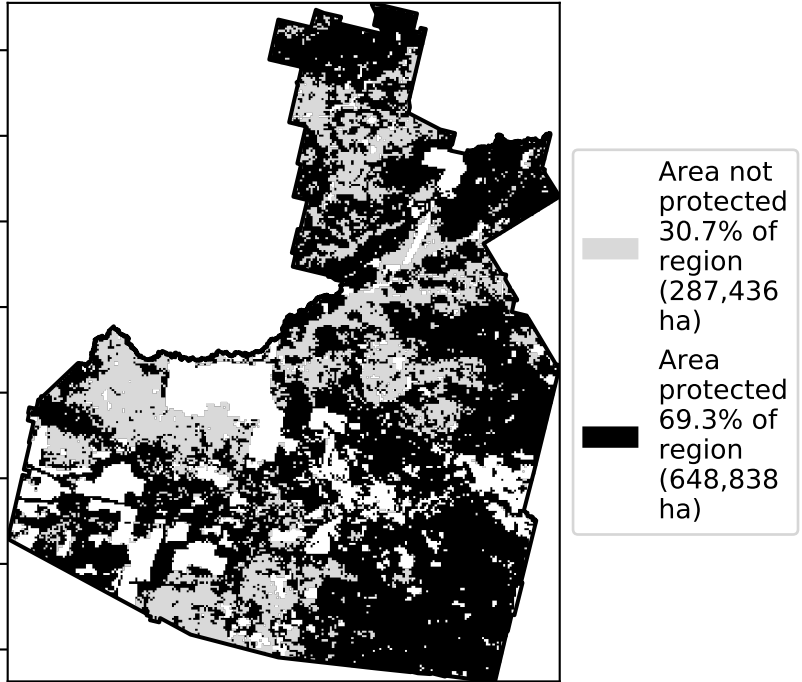 Area not
protected
30.7% of
region
(287,436
ha)
Area
protected
69.3% of
region
(648,838
ha)